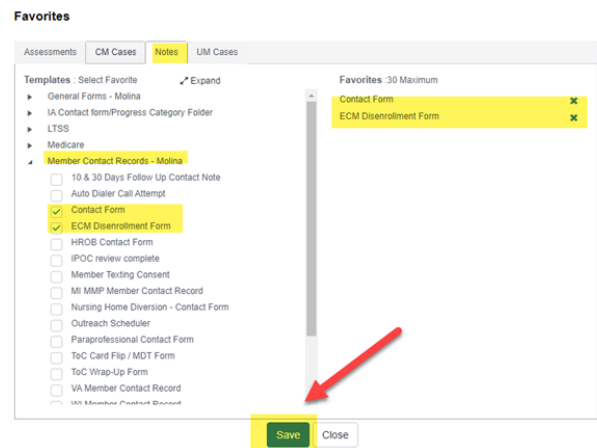 Favorites
Assessments CM Cases Notes UM Cases
Templates : Select Favorite Expand
General Forms - Molina
IA Contact form/Progress Category Folder
LTSS
Medicare
Member Contact Records - Molina
10 & 30 Days Follow Up Contact Note
Auto Dialer Call Attempt
Contact Form
ECM Disenrollment Form
HROB Contact Form
IPOC review complete
Member Texting Consent
MI MMP Member Contact Record
Nursing Home Diversion - Contact Form
Outreach Scheduler
Paraprofessional Contact Form
ToC Card Flip / MDT Form
ToC Wrap-Up Form
VA Member Contact Record
WI Member Contact Record
Favorites :30 Maximum
Contact Form
ECM Disenrollment Form
Save Close